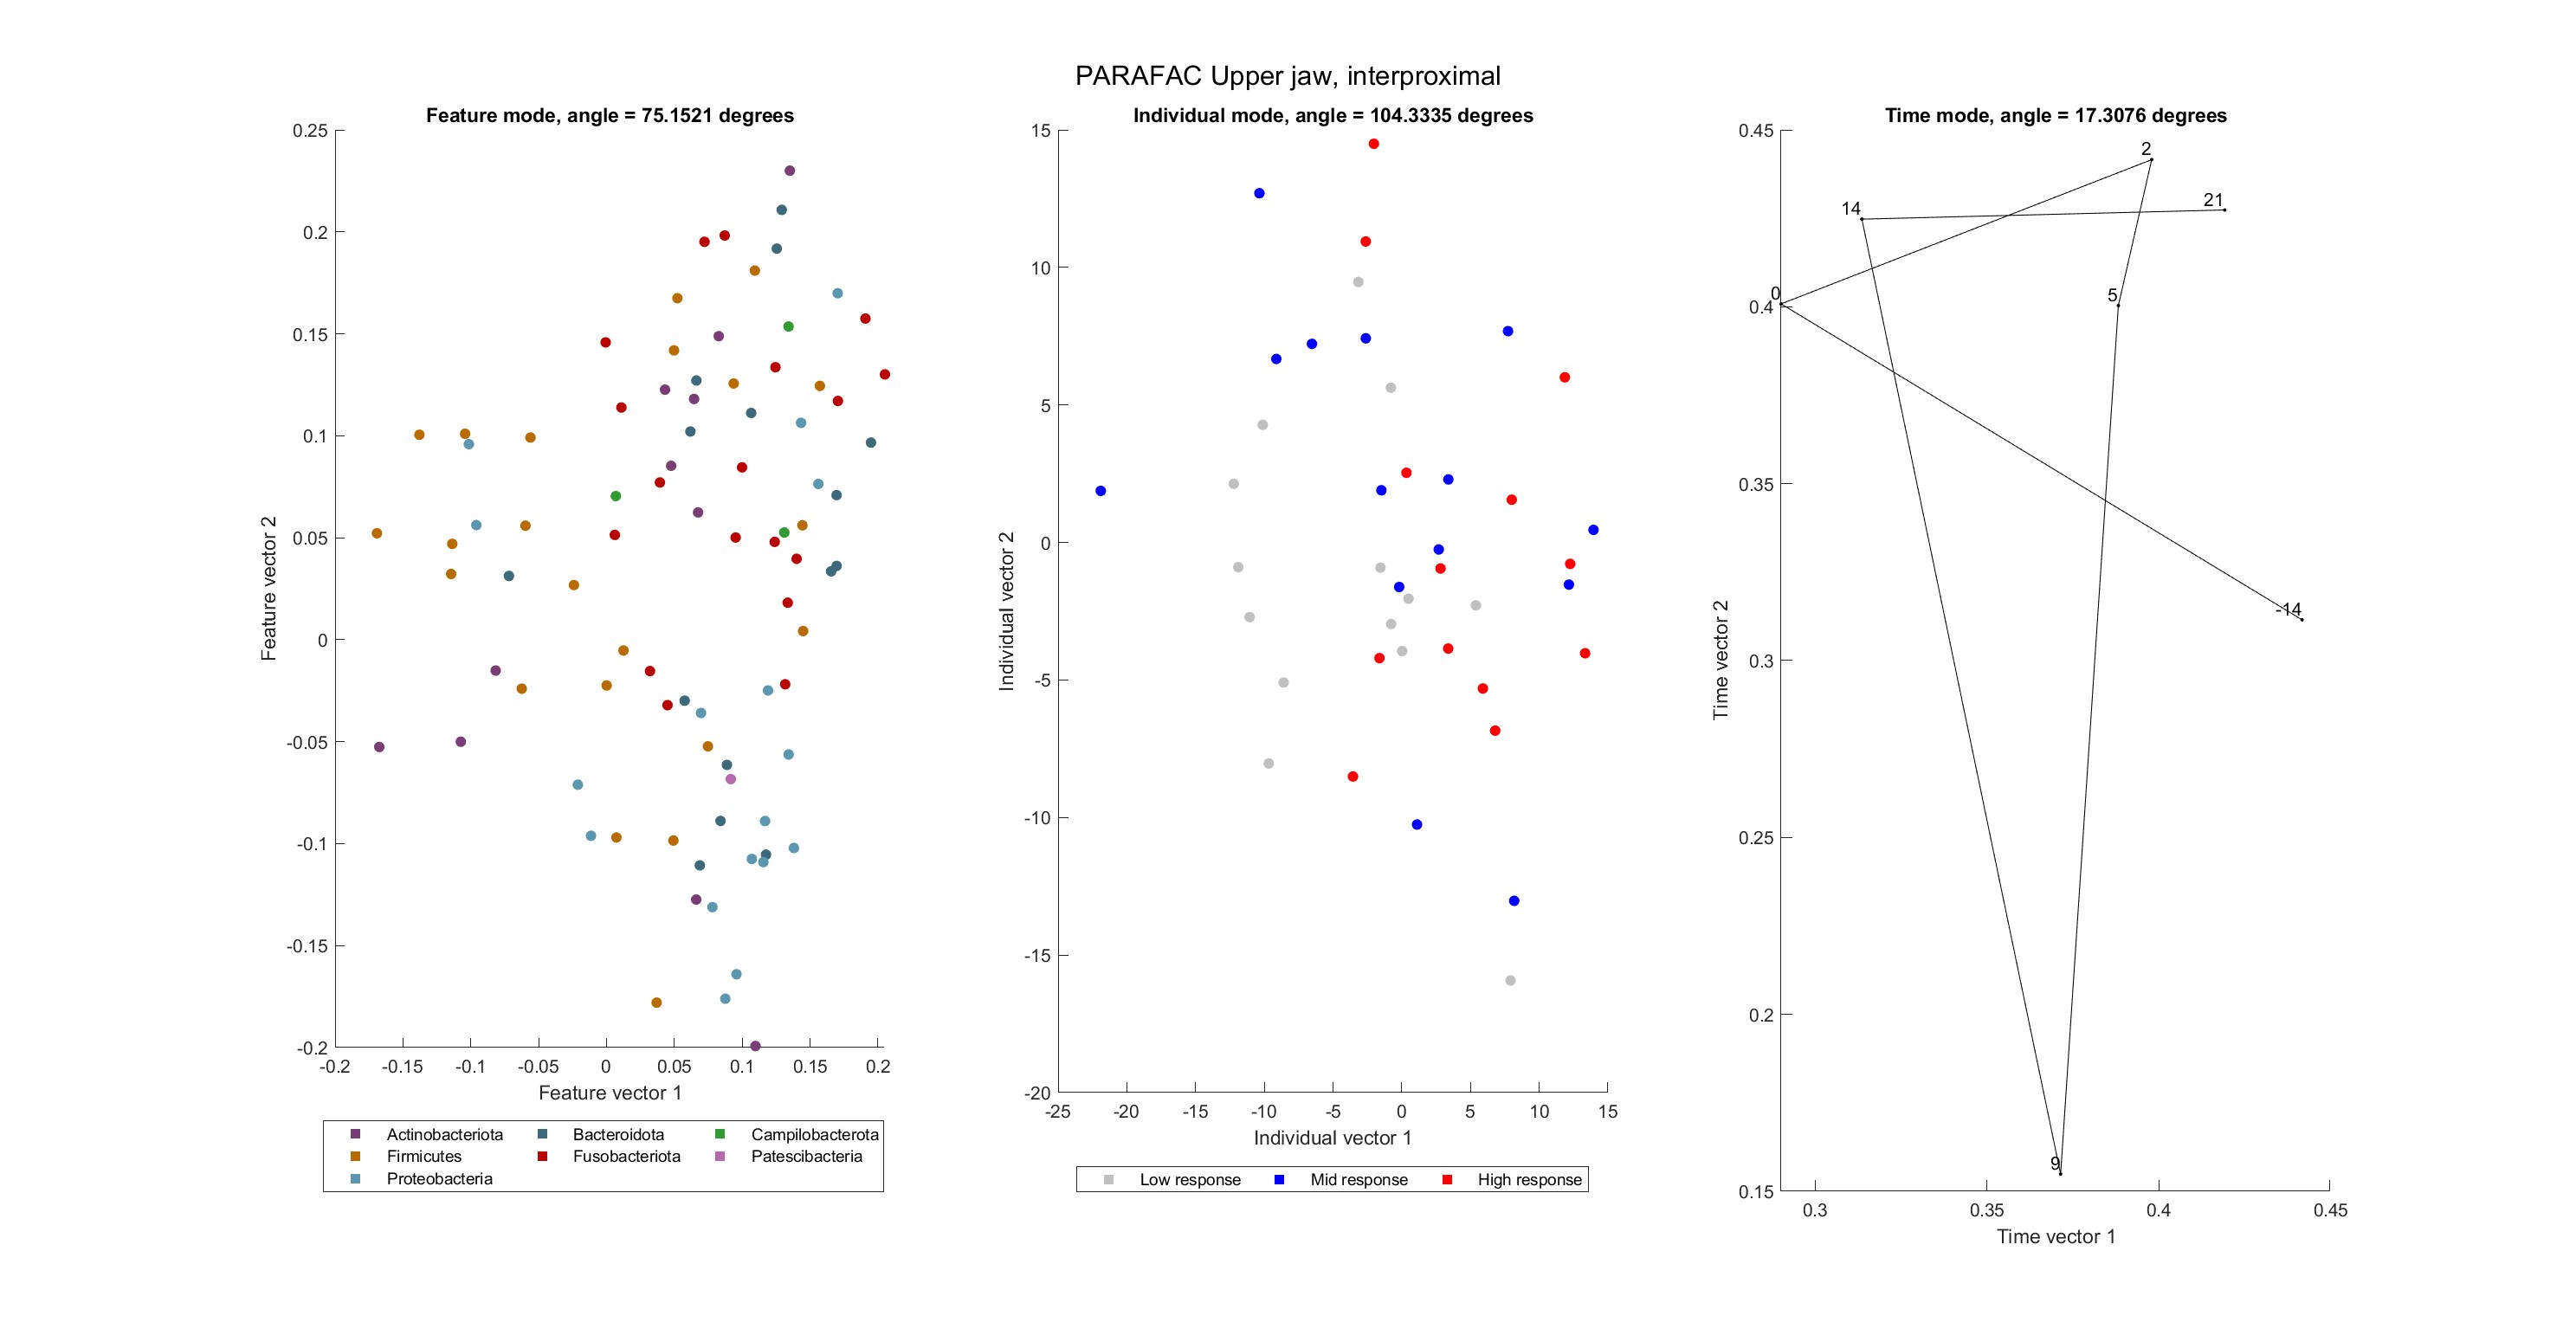 PARAFAC Upper jaw, interproximal
Feature mode, angle = 75.1521 degrees
0.25
0.2
0.15
0.1
0.05
0
-0.05
-0.1
-0.15
-0.2
Feature vector 2
-0.2 -0.15 -0.1 -0.05 0 0.05 0.1 0.15 0.2
Feature vector 1
Actinobacteriota Bacteroidota Campilobacterota
Firmicutes Fusobacteriota Patescibacteria
Proteobacteria
Individual mode, angle = 104.3335 degrees
15
10
5
0
-5
-10
-15
-20
Individual vector 2
-25 -20 -15 -10 -5 0 5 10 15
Individual vector 1
Low response Mid response High response
Time mode, angle = 17.3076 degrees
0.45
0.4
0.35
0.3
0.25
0.2
0.15
Time vector 2
2
21
14
0
5
-14
9
0.3 0.35 0.4 0.45
Time vector 1